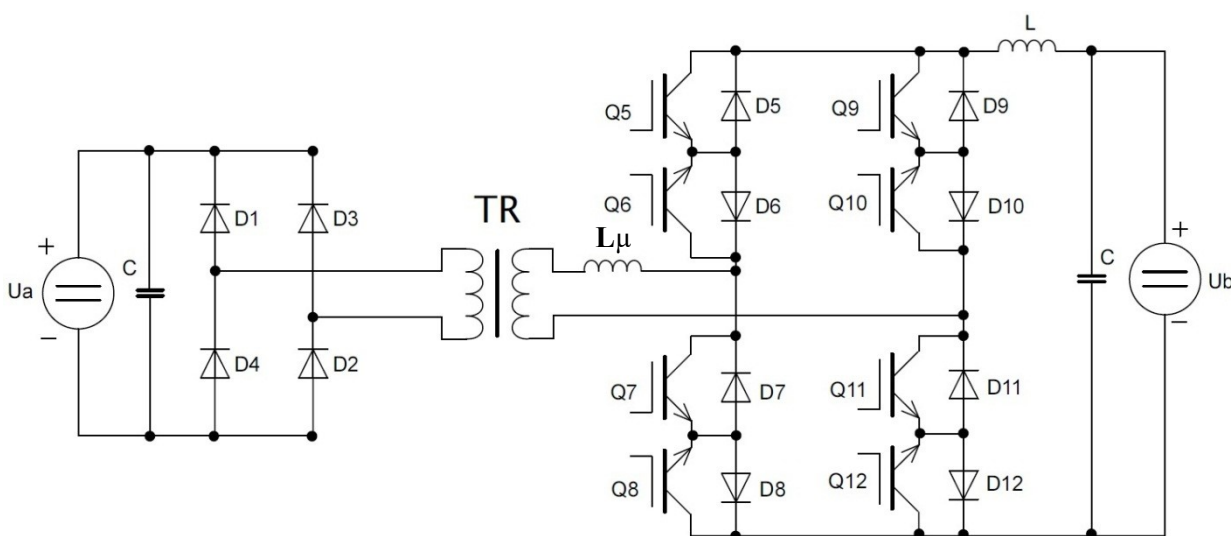 L
Q5
D5
Q9
D9
Q6
D6
Q10
D10
D1
D3
TR
Lμ
+
Ua
−
C
D4
D2
C
+
Ub
−
Q7
D7
Q11
D11
Q8
D8
Q12
D12